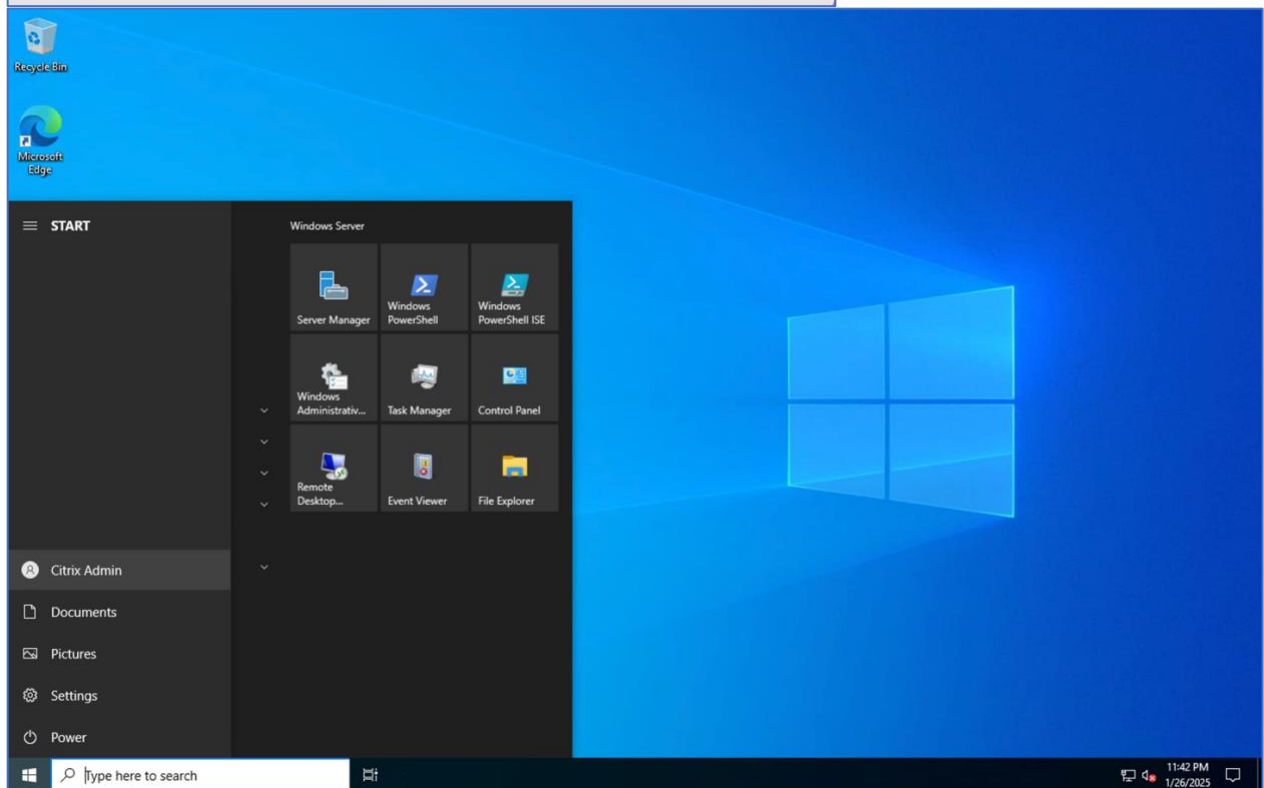 Recycle Bin
Microsoft
Edge
START
Windows Server
Server Manager
Windows
PowerShell
Windows
PowerShell ISE
Windows
Administrativ...
Task Manager
Control Panel
Remote
Desktop...
Event Viewer
File Explorer
Citrix Admin
Documents
Pictures
Settings
Power
Type here to search
11:42 PM
1/26/2025